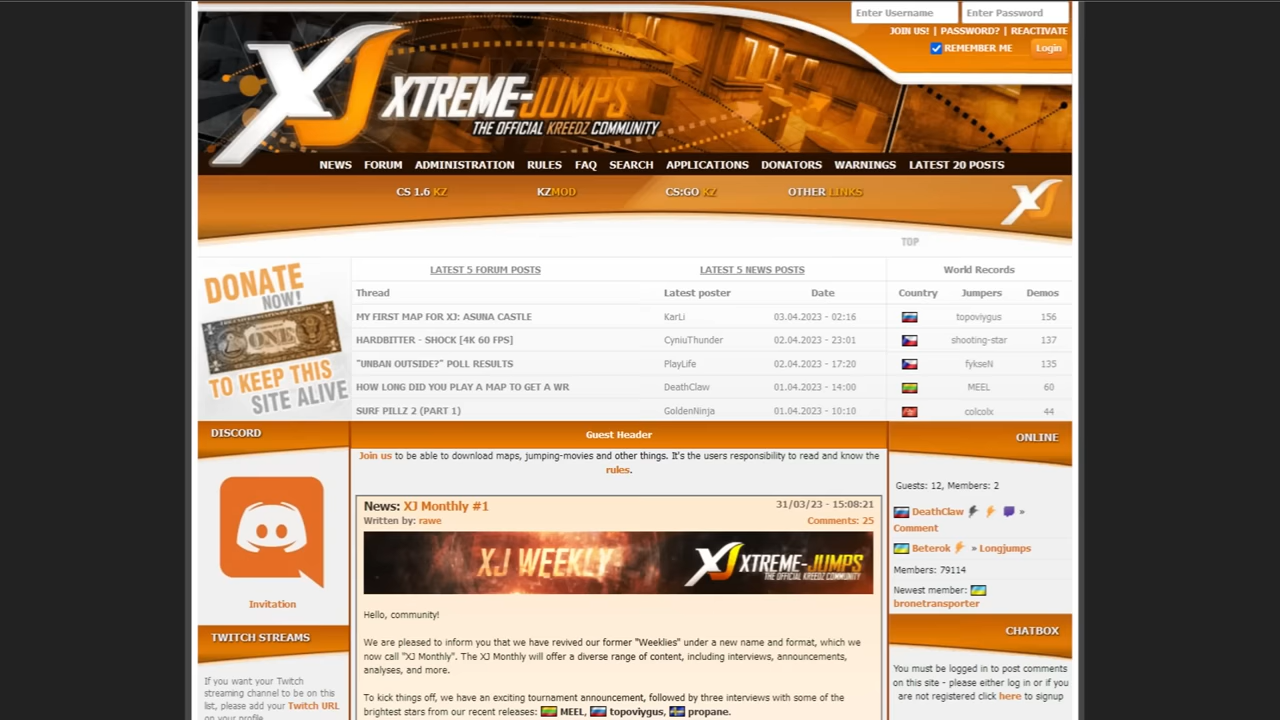 JOIN US! | PASSWORD? | REACTIVATE
Enter Username Enter Password
REMEMBER ME Login
XJ XTREME-JUMPS
THE OFFICIAL KREEDZ COMMUNITY
NEWS FORUM ADMINISTRATION RULES FAQ SEARCH APPLICATIONS DONATORS WARNINGS LATEST 20 POSTS
CS 1.6 KZ KZMOD CS:GO KZ OTHER LINKS
XJ
TOP
DONATE
NOW!
ONE
TO KEEP THIS
SITE ALIVE
LATEST 5 FORUM POSTS LATEST 5 NEWS POSTS
Thread Latest poster Date
MY FIRST MAP FOR XJ: ASUNA CASTLE KarLi 03.04.2023 - 02:16
HARDBITTER - SHOCK [4K 60 FPS] CyniuThunder 02.04.2023 - 23:01
"UNBAN OUTSIDE?" POLL RESULTS PlayLife 02.04.2023 - 17:20
HOW LONG DID YOU PLAY A MAP TO GET A WR DeathClaw 01.04.2023 - 14:00
SURF PILLZ 2 (PART 1) GoldenNinja 01.04.2023 - 10:10
World Records
Country Jumpers Demos
topoviygus 156
shooting-star 137
fykseN 135
MEEL 60
colcolx 44
DISCORD
Invitation
TWITCH STREAMS
If you want your Twitch
streaming channel to be on this
list, please add your Twitch URL
on your profile.
Guest Header
Join us to be able to download maps, jumping-movies and other things. It's the users responsibility to read and know the
rules.
News: XJ Monthly #1 31/03/23 - 15:08:21
Written by: rawe Comments: 25
XJ WEEKLY XJ XTREME-JUMPS
THE OFFICIAL KREEDZ COMMUNITY
Hello, community!
We are pleased to inform you that we have revived our former "Weeklies" under a new name and format, which we
now call "XJ Monthly". The XJ Monthly will offer a diverse range of content, including interviews, announcements,
analyses, and more.
To kick things off, we have an exciting tournament announcement, followed by three interviews with some of the
brightest stars from our recent releases: MEEL, topoviygus, propane.
ONLINE
Guests: 12, Members: 2
DeathClaw »
Comment
Beterok » Longjumps
Members: 79114
Newest member:
bronetransporter
CHATBOX
You must be logged in to post comments
on this site - please either log in or if you
are not registered click here to signup